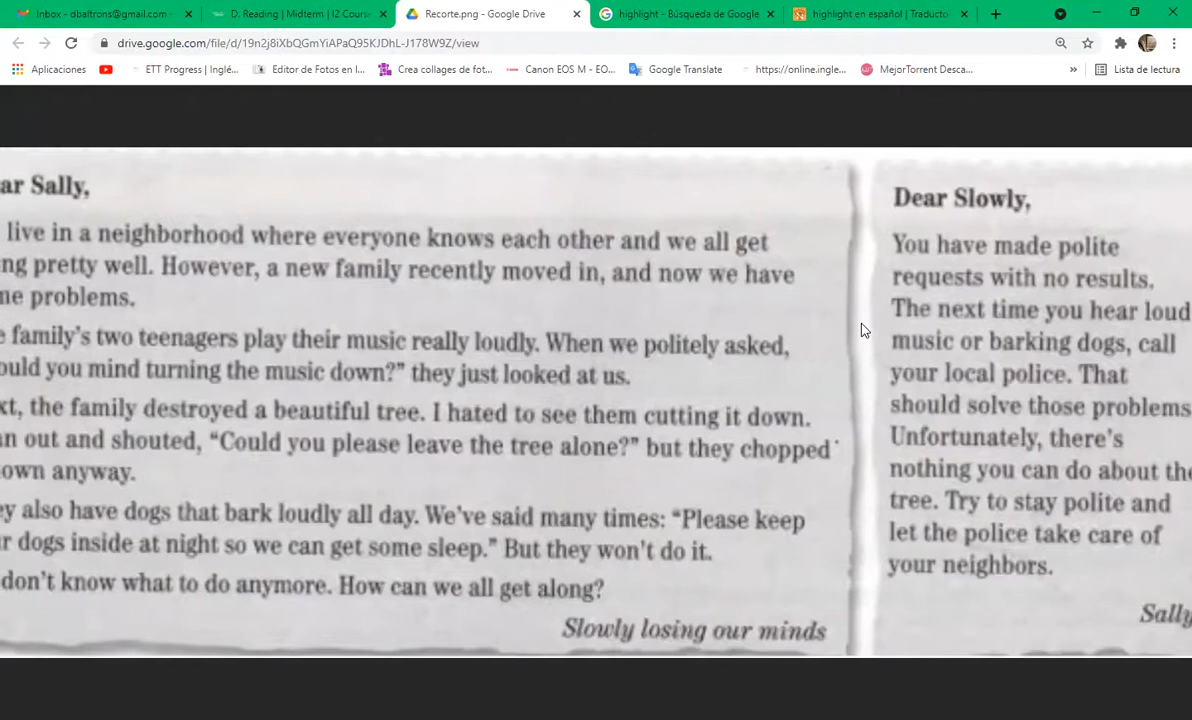 Inbox - dbaltrons@gmail.com
D. Reading | Midterm | I2 Cours
Recorte.png - Google Drive
highlight - Búsqueda de Google
highlight en español | Traducto
drive.google.com/file/d/19n2j8iXbQGmYiAPaQ95KJDhL-J178W9Z/view
Aplicaciones
ETT Progress | Inglé...
Editor de Fotos en l...
Crea collages de fot...
Canon EOS M - EO...
Google Translate
https://online.ingle...
MejorTorrent Desca...
»
Lista de lectura
ar Sally,
live in a neighborhood where everyone knows each other and we all get
ng pretty well. However, a new family recently moved in, and now we have
me problems.
e family's two teenagers play their music really loudly. When we politely asked,
ould you mind turning the music down?" they just looked at us.
xt, the family destroyed a beautiful tree. I hated to see them cutting it down.
an out and shouted, "Could you please leave the tree alone?" but they chopped
own anyway.
ey also have dogs that bark loudly all day. We've said many times: "Please keep
r dogs inside at night so we can get some sleep." But they won't do it.
don't know what to do anymore. How can we all get along?
Slowly losing our minds
Dear Slowly,
You have made polite
requests with no results.
The next time you hear loud
music or barking dogs, call
your local police. That
should solve those problems
Unfortunately, there's
nothing you can do about the
tree. Try to stay polite and
let the police take care of
your neighbors.
Sally